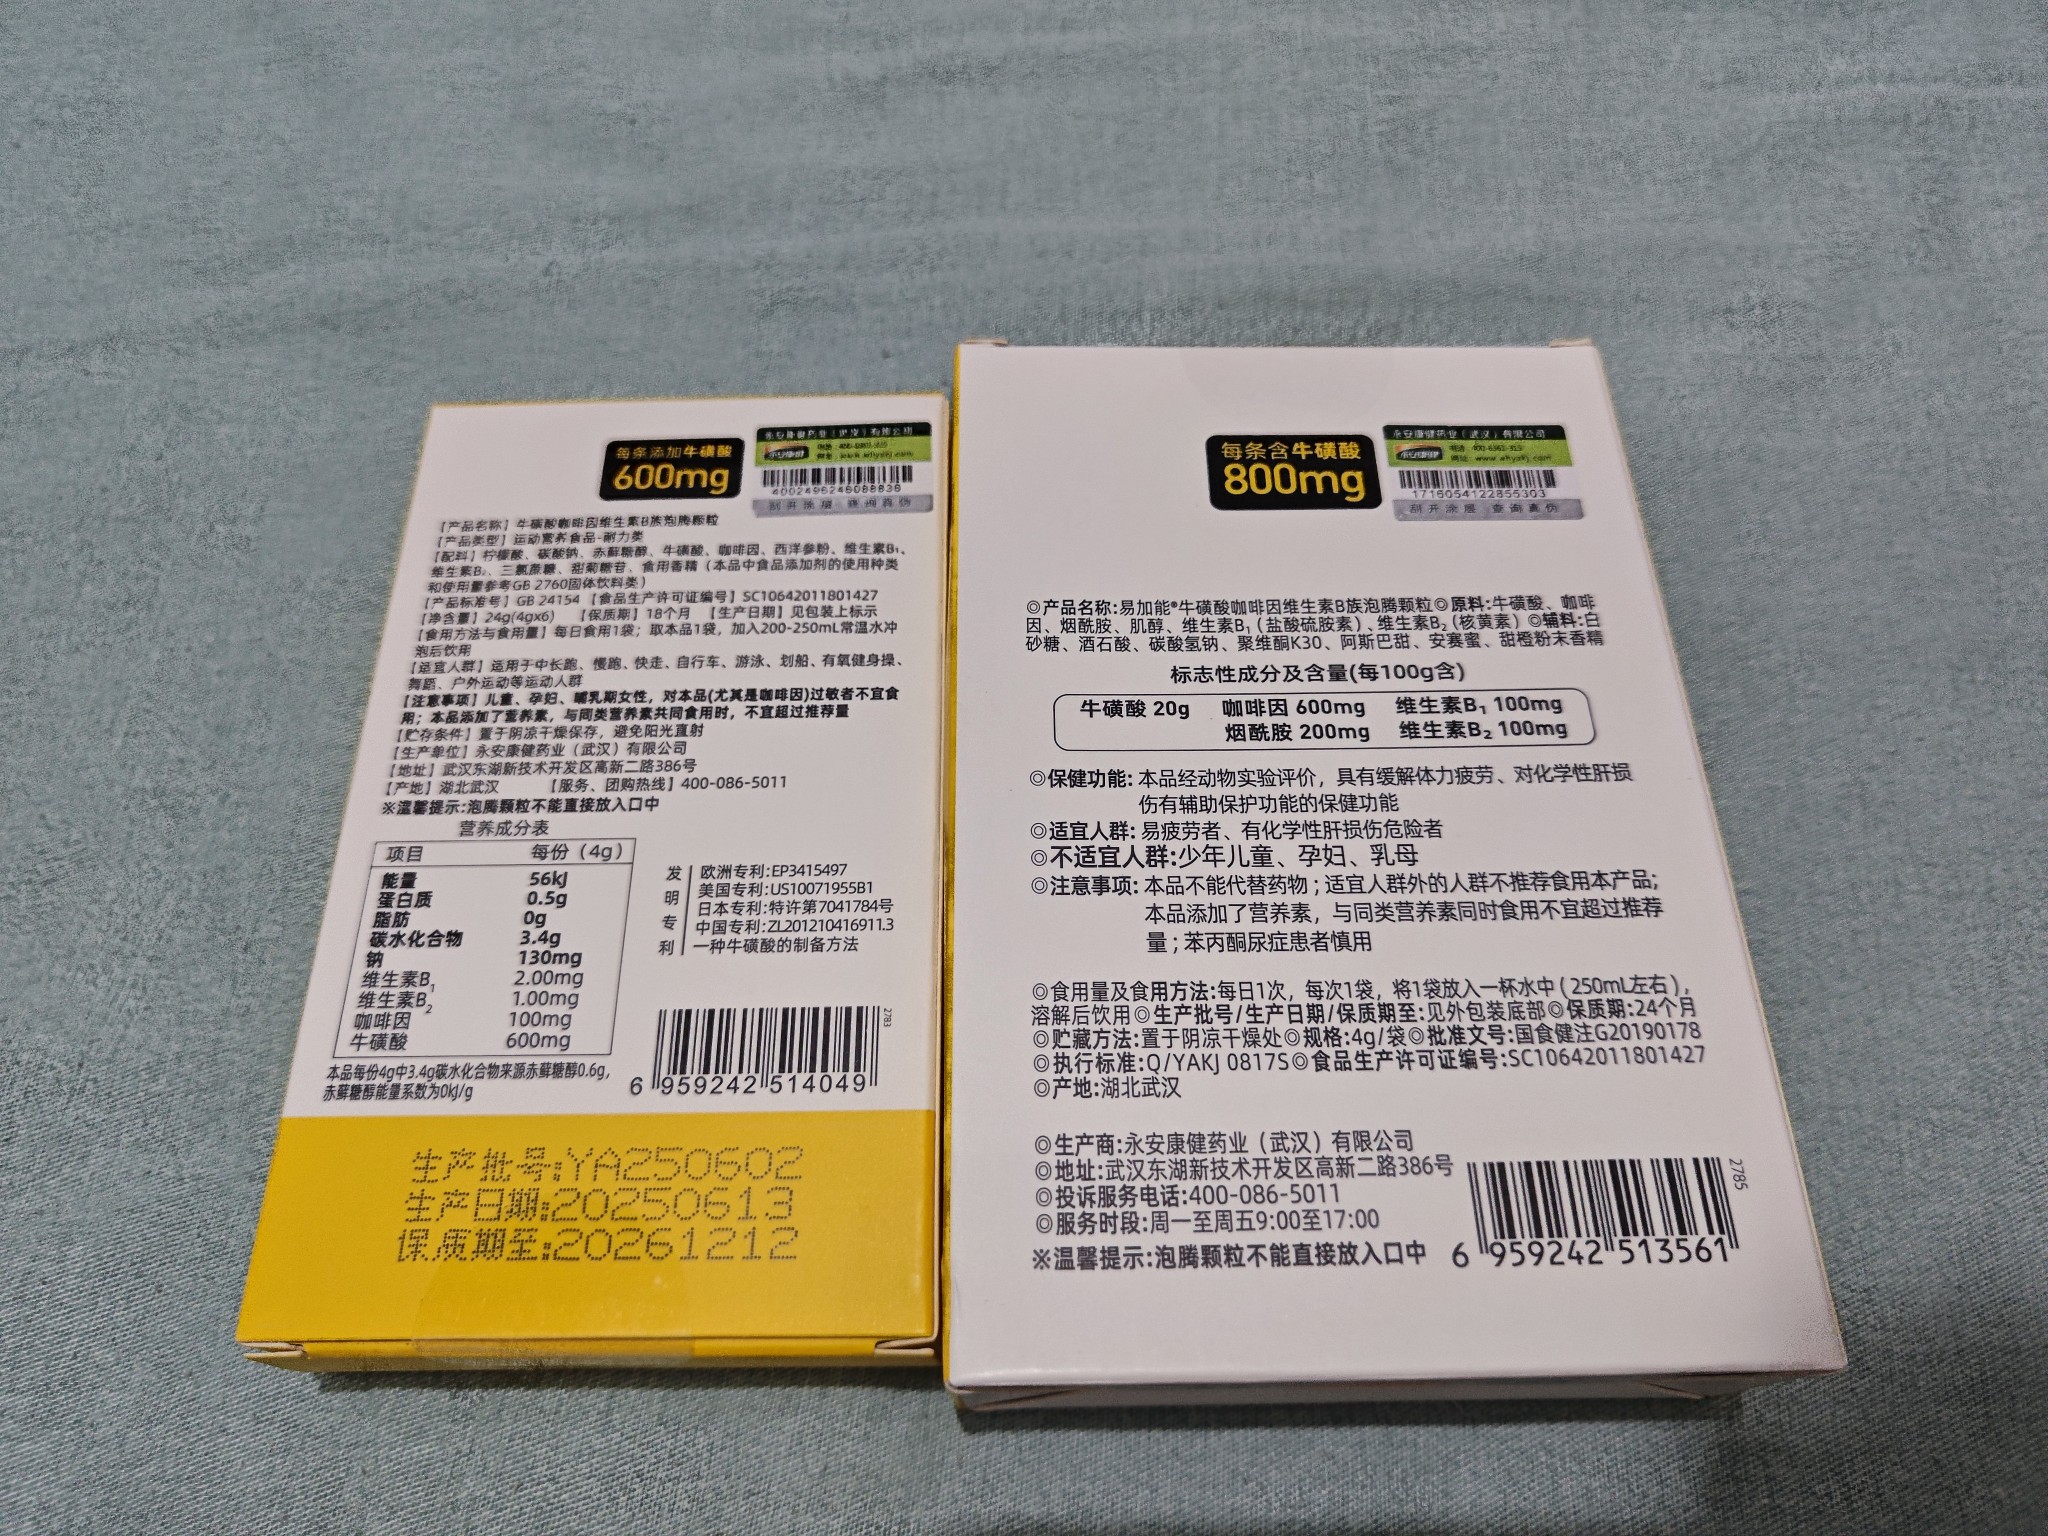 每条添加牛磺酸
600mg
永安康健药业（武汉）有限公司
永安康健
刮开涂层 查询真伪
【产品名称】牛磺酸咖啡因维生素B族泡腾颗粒
【产品类型】运动营养食品-耐力类
【配料】柠檬酸、碳酸钠、赤藓糖醇、牛磺酸、咖啡因、西洋参粉、维生素B₁、
维生素B₂、三氯蔗糖、甜菊糖苷、食用香精（本品中食品添加剂的使用种类
和使用量参考GB 2760固体饮料类）
【产品标准号】GB 24154 【食品生产许可证编号】SC10642011801427
【净含量】24g(4gx6) 【保质期】18个月 【生产日期】见包装上标示
【食用方法与食用量】每日食用1袋；取本品1袋，加入200-250mL常温水冲
泡后饮用
【适宜人群】适用于中长跑、慢跑、快走、自行车、游泳、划船、有氧健身操、
舞蹈、户外运动等运动人群
【注意事项】儿童、孕妇、哺乳期女性，对本品(尤其是咖啡因)过敏者不宜食
用；本品添加了营养素，与同类营养素共同食用时，不宜超过推荐量
【贮存条件】置于阴凉干燥保存，避免阳光直射
【生产单位】永安康健药业（武汉）有限公司
【地址】武汉东湖新技术开发区高新二路386号
【产地】湖北武汉 【服务、团购热线】400-086-5011
※温馨提示:泡腾颗粒不能直接放入口中
营养成分表
项目 每份（4g）
能量 56kJ
蛋白质 0.5g
脂肪 0g
碳水化合物 3.4g
钠 130mg
维生素B₁ 2.00mg
维生素B₂ 1.00mg
咖啡因 100mg
牛磺酸 600mg
本品每份4g中3.4g碳水化合物来源赤藓糖醇0.6g,
赤藓糖醇能量系数为0kJ/g
发明专利
欧洲专利:EP3415497
美国专利:US10071955B1
日本专利:特许第7041784号
中国专利:ZL201210416911.3
一种牛磺酸的制备方法
2783
6 959242 514049
生产批号:YA250602
生产日期:20250613
保质期至:20261212
每条含牛磺酸
800mg
永安康健药业（武汉）有限公司
永安康健
1716054122855303
刮开涂层 查询真伪
◎产品名称:易加能®牛磺酸咖啡因维生素B族泡腾颗粒◎原料:牛磺酸、咖啡
因、烟酰胺、肌醇、维生素B₁（盐酸硫胺素）、维生素B₂（核黄素）◎辅料:白
砂糖、酒石酸、碳酸氢钠、聚维酮K30、阿斯巴甜、安赛蜜、甜橙粉末香精
标志性成分及含量(每100g含)
牛磺酸 20g 咖啡因 600mg 维生素B₁ 100mg
烟酰胺 200mg 维生素B₂ 100mg
◎保健功能: 本品经动物实验评价，具有缓解体力疲劳、对化学性肝损
伤有辅助保护功能的保健功能
◎适宜人群: 易疲劳者、有化学性肝损伤危险者
◎不适宜人群:少年儿童、孕妇、乳母
◎注意事项: 本品不能代替药物；适宜人群外的人群不推荐食用本产品；
本品添加了营养素，与同类营养素同时食用不宜超过推荐
量；苯丙酮尿症患者慎用
◎食用量及食用方法:每日1次，每次1袋，将1袋放入一杯水中（250mL左右），
溶解后饮用◎生产批号/生产日期/保质期至:见外包装底部◎保质期:24个月
◎贮藏方法:置于阴凉干燥处◎规格:4g/袋◎批准文号:国食健注G20190178
◎执行标准:Q/YAKJ 0817S◎食品生产许可证编号:SC10642011801427
◎产地:湖北武汉
◎生产商:永安康健药业（武汉）有限公司
◎地址:武汉东湖新技术开发区高新二路386号
◎投诉服务电话:400-086-5011
◎服务时段:周一至周五9:00至17:00
※温馨提示:泡腾颗粒不能直接放入口中
2785
6 959242 513561